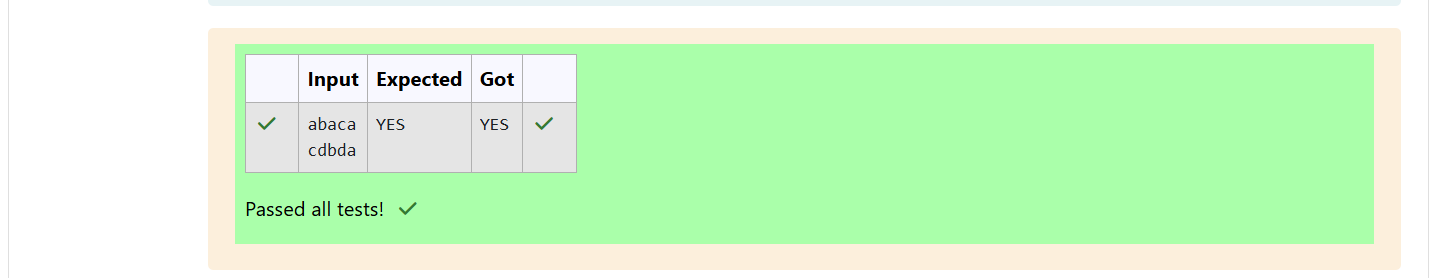 Input Expected Got
abaca YES YES
cdbda
Passed all tests!